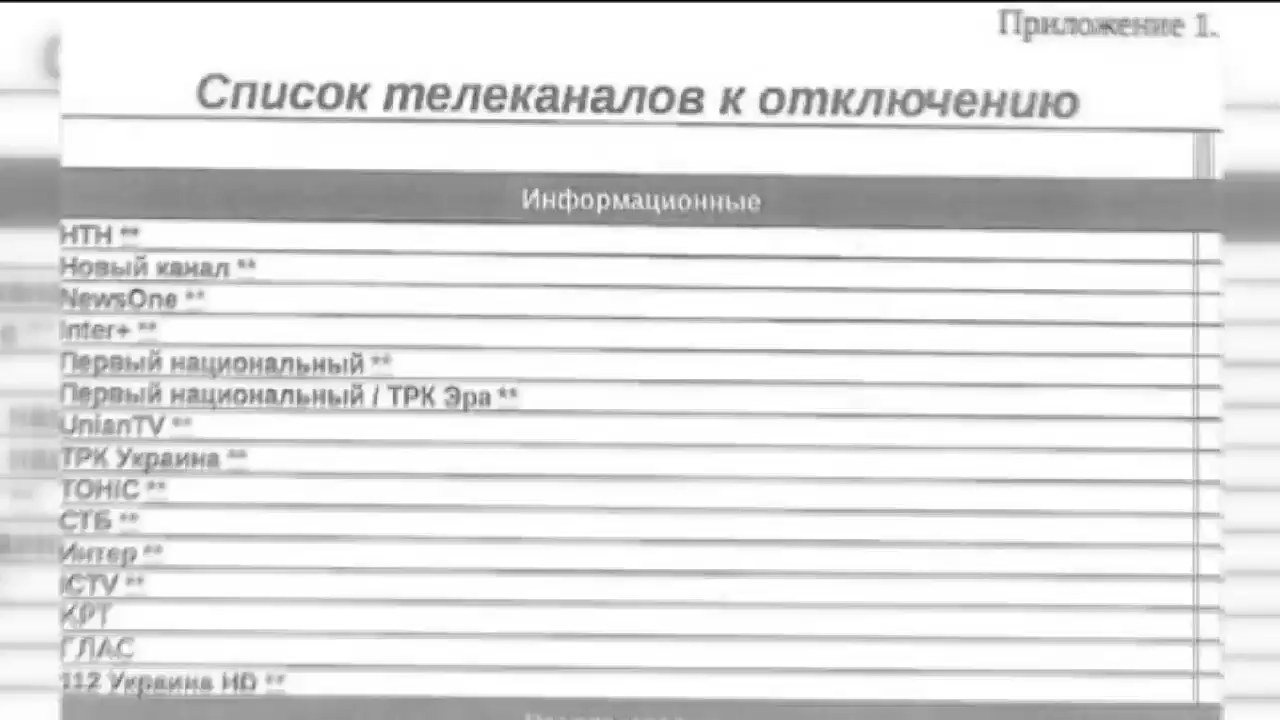 Приложение 1.
Список телеканалов к отключению
Информационные
НТН **
Новый канал **
NewsOne **
Inter+ **
Первый национальный **
Первый национальный / ТРК Эра **
UnianTV **
ТРК Украина **
ТОНІС **
СТБ **
Интер **
ICTV **
КРТ
ГЛАС
112 Украина HD **